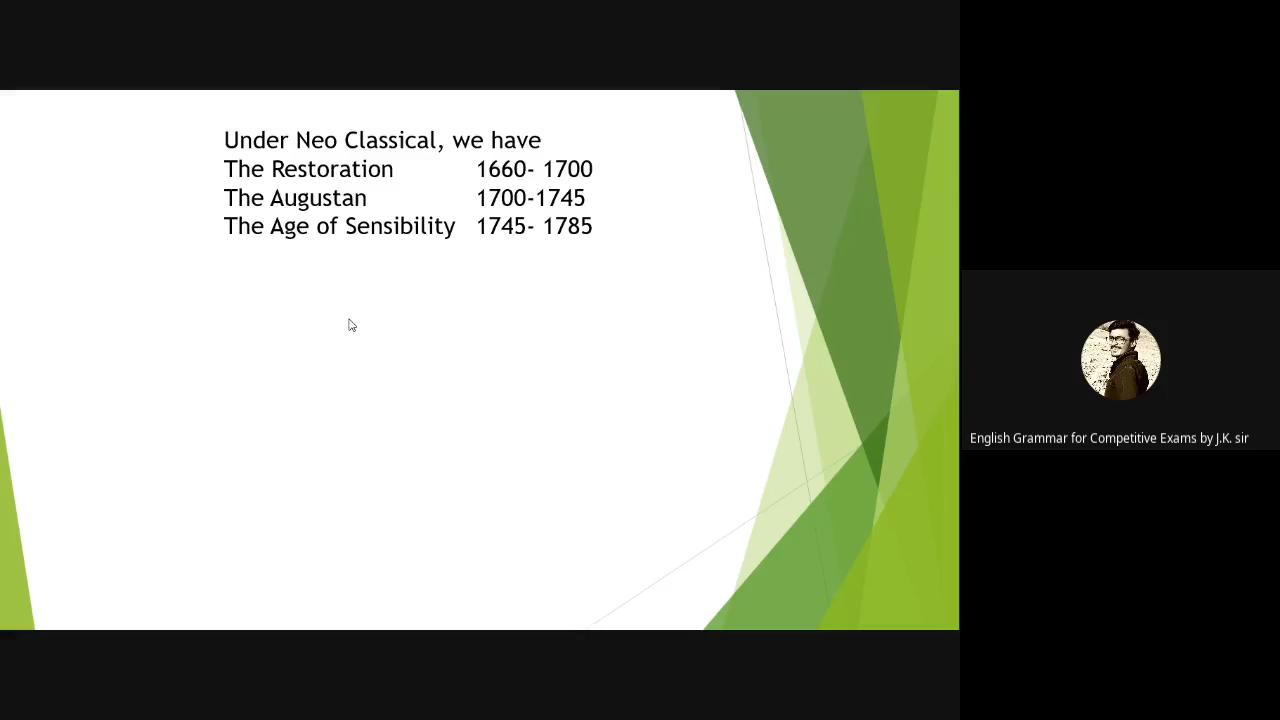 Under Neo Classical, we have
The Restoration 1660- 1700
The Augustan 1700-1745
The Age of Sensibility 1745- 1785
English Grammar for Competitive Exams by J.K. sir